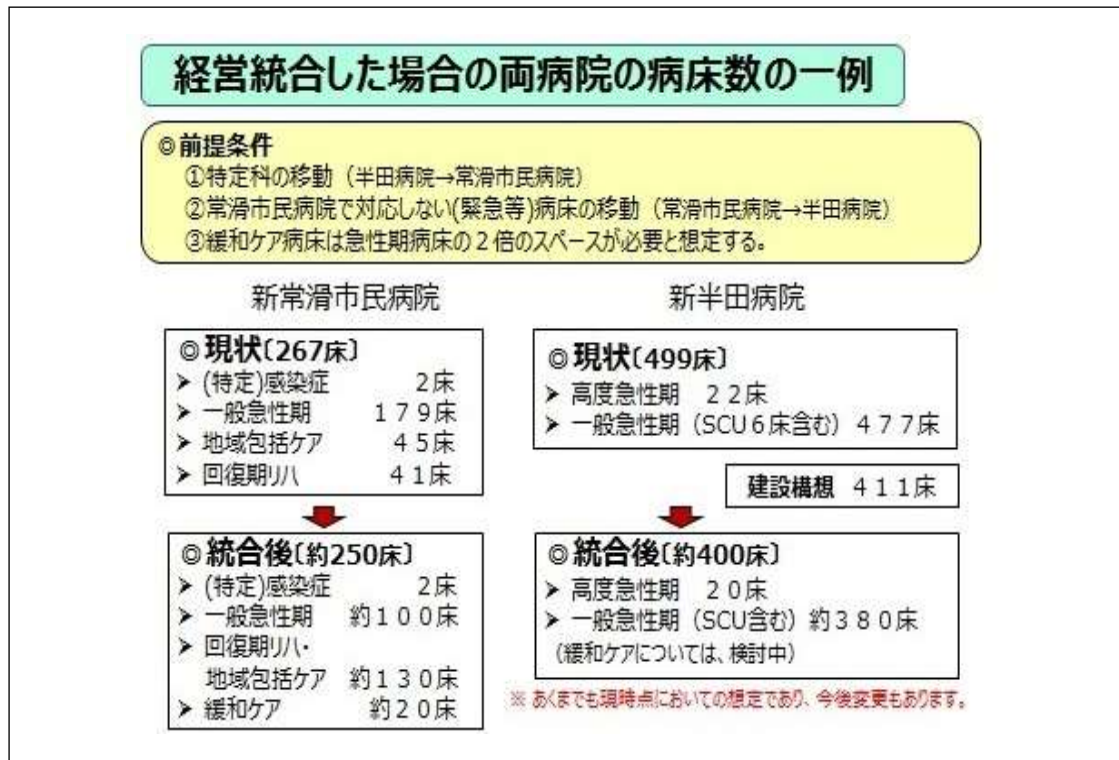 経営統合した場合の両病院の病床数の一例
◎前提条件
①特定科の移動（半田病院→常滑市民病院）
②常滑市民病院で対応しない(緊急等)病床の移動（常滑市民病院→半田病院）
③緩和ケア病床は急性期病床の２倍のスペースが必要と想定する。
新常滑市民病院
◎現状〔267床〕
➢ (特定)感染症 2床
➢ 一般急性期 １７９床
➢ 地域包括ケア ４５床
➢ 回復期リハ ４１床
◎統合後〔約250床〕
➢ (特定)感染症 2床
➢ 一般急性期 約１００床
➢ 回復期リハ・
地域包括ケア 約１３０床
➢ 緩和ケア 約２０床
新半田病院
◎現状〔499床〕
➢ 高度急性期 ２２床
➢ 一般急性期（SCU６床含む）４７７床
建設構想 ４１１床
◎統合後〔約400床〕
➢ 高度急性期 ２０床
➢ 一般急性期（SCU含む）約３８０床
（緩和ケアについては、検討中）
※ あくまでも現時点においての想定であり、今後変更もあります。